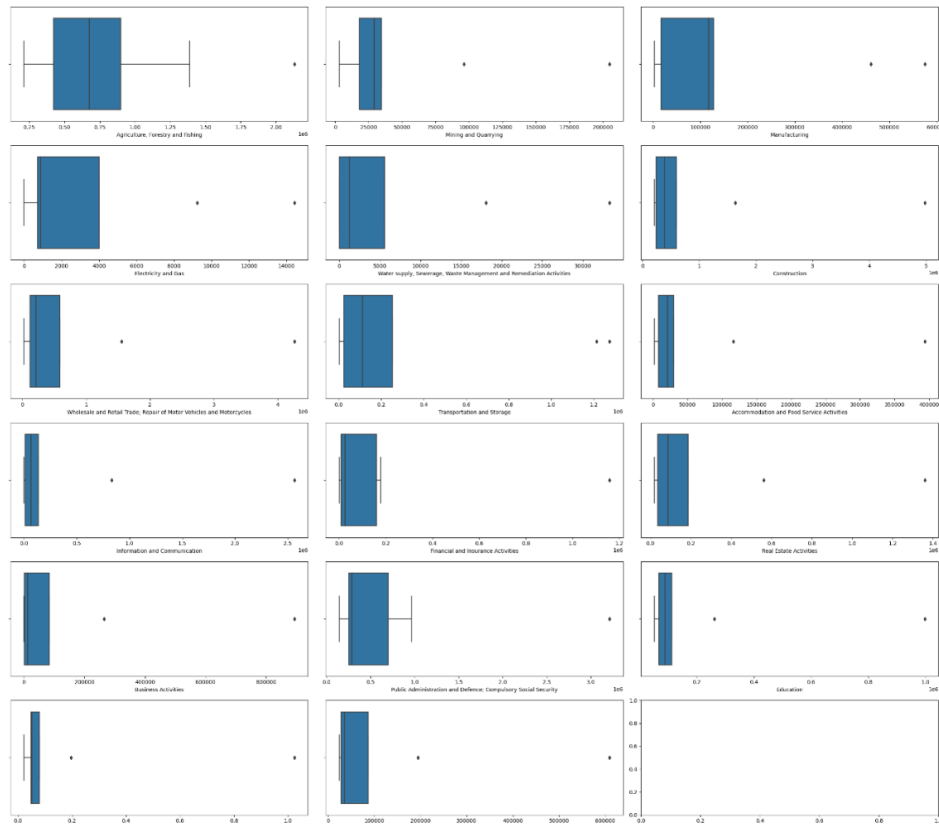 0.25 0.50 0.75 1.00 1.25 1.50 1.75 2.00
1e6
Agriculture, Forestry and Fishing
0 25000 50000 75000 100000 125000 150000 175000 200000
Mining and Quarrying
0 100000 200000 300000 400000 500000 60000
Manufacturing
0 2000 4000 6000 8000 10000 12000 14000
Electricity and Gas
0 5000 10000 15000 20000 25000 30000
Water supply, Sewerage, Waste Management and Remediation Activities
0 1 2 3 4 5
1e6
Construction
0 1 2 3 4
1e6
Wholesale and Retail Trade; Repair of Motor Vehicles and Motorcycles
0.0 0.2 0.4 0.6 0.8 1.0 1.2
1e6
Transportation and Storage
0 50000 100000 150000 200000 250000 300000 350000 400000
Accommodation and Food Service Activities
0.0 0.5 1.0 1.5 2.0 2.5
1e6
Information and Communication
0.0 0.2 0.4 0.6 0.8 1.0 1.2
1e6
Financial and Insurance Activities
0.0 0.2 0.4 0.6 0.8 1.0 1.2 1.4
1e6
Real Estate Activities
0 200000 400000 600000 800000
Business Activities
0.0 0.5 1.0 1.5 2.0 2.5 3.0
1e6
Public Administration and Defence; Compulsory Social Security
0.2 0.4 0.6 0.8 1.0
1e6
Education
0.0 0.2 0.4 0.6 0.8 1.0
0 100000 200000 300000 400000 500000 600000
1.0
0.8
0.6
0.4
0.2
0.0
0.0 0.2 0.4 0.6 0.8 1.